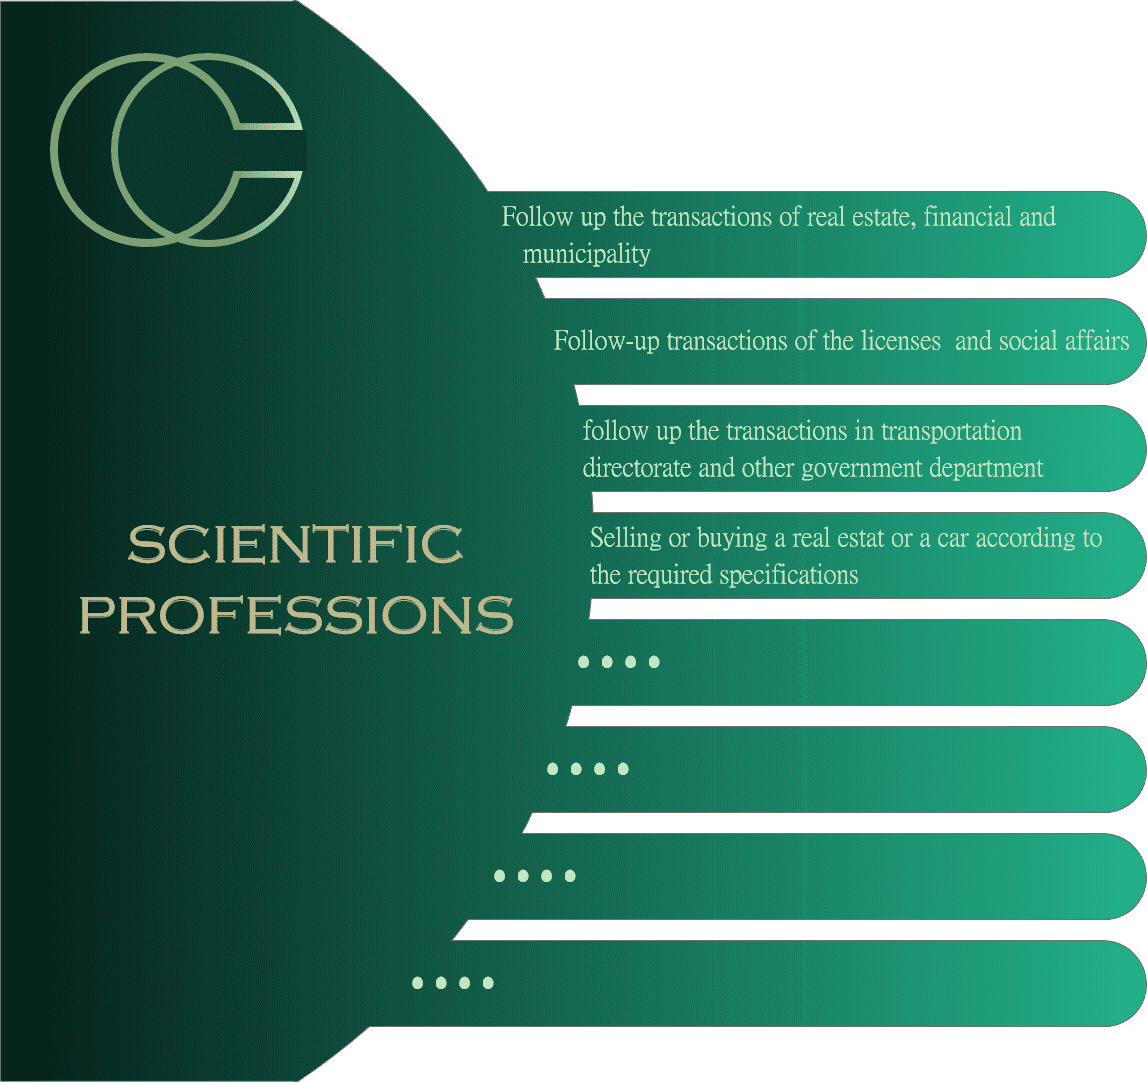 Follow up the transactions of real estate, financial and
municipality
Follow-up transactions of the licenses and social affairs
follow up the transactions in transportation
directorate and other government department
Selling or buying a real estat or a car according to
the required specifications
SCIENTIFIC
PROFESSIONS
• • • •
• • • •
• • • •
• • • •